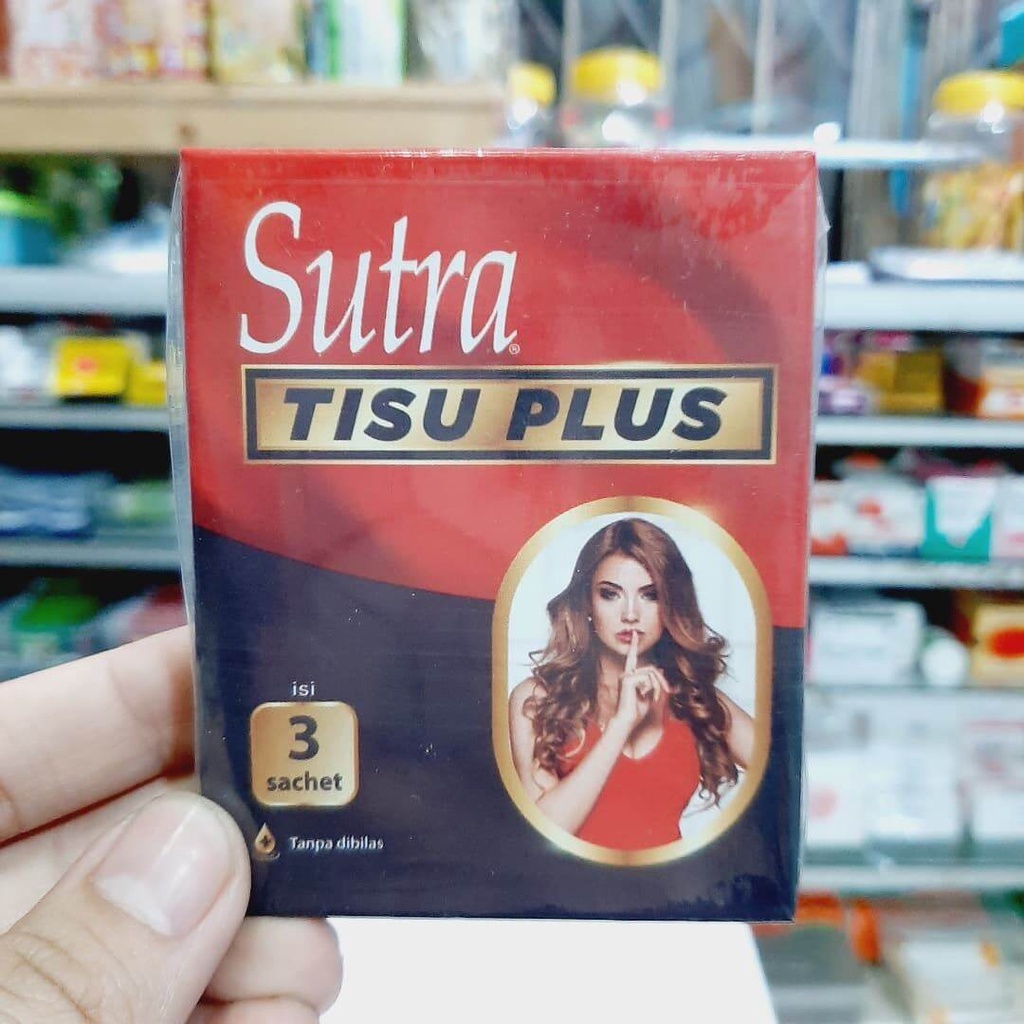 Sutra®
TISU PLUS
isi
3
sachet
Tanpa dibilas